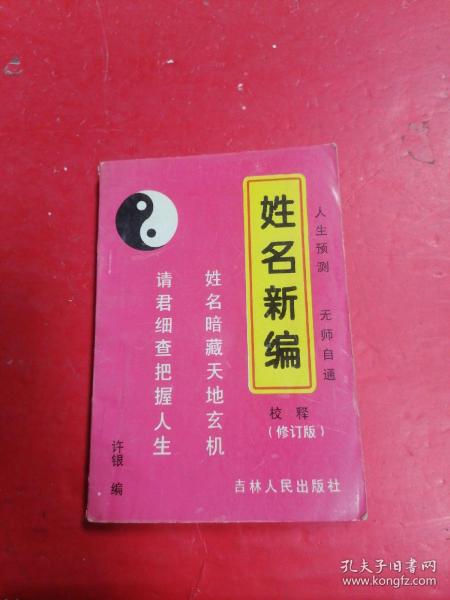 人生预测 无师自通
姓名新编
校释
(修订版)
姓名暗藏天地玄机
请君细查把握人生
许银 编
吉林人民出版社
孔夫子旧书网
www.kongfz.com